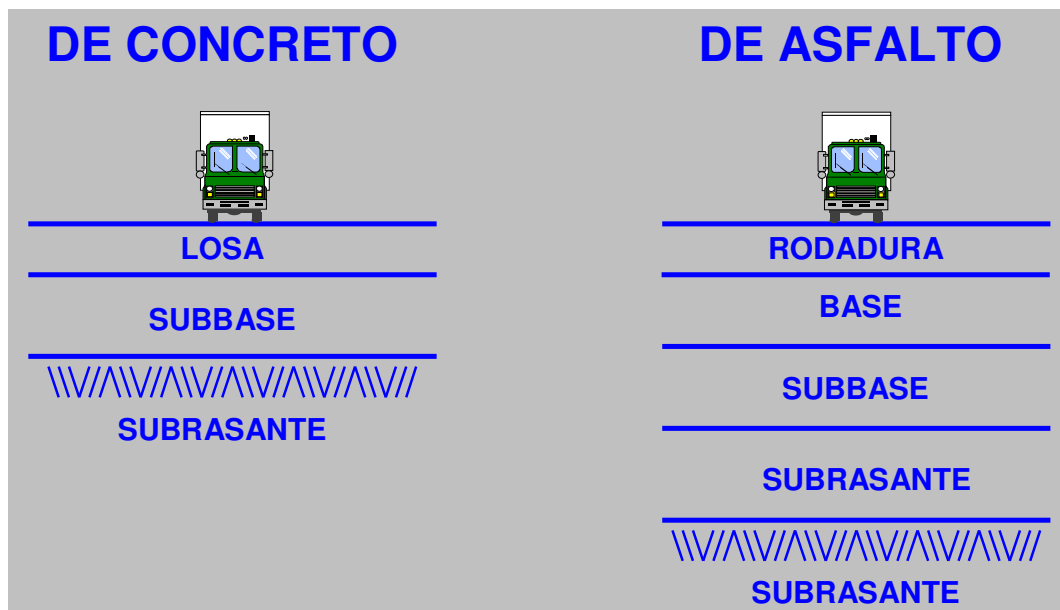 DE CONCRETO
LOSA
SUBBASE
SUBRASANTE
DE ASFALTO
RODADURA
BASE
SUBBASE
SUBRASANTE
SUBRASANTE